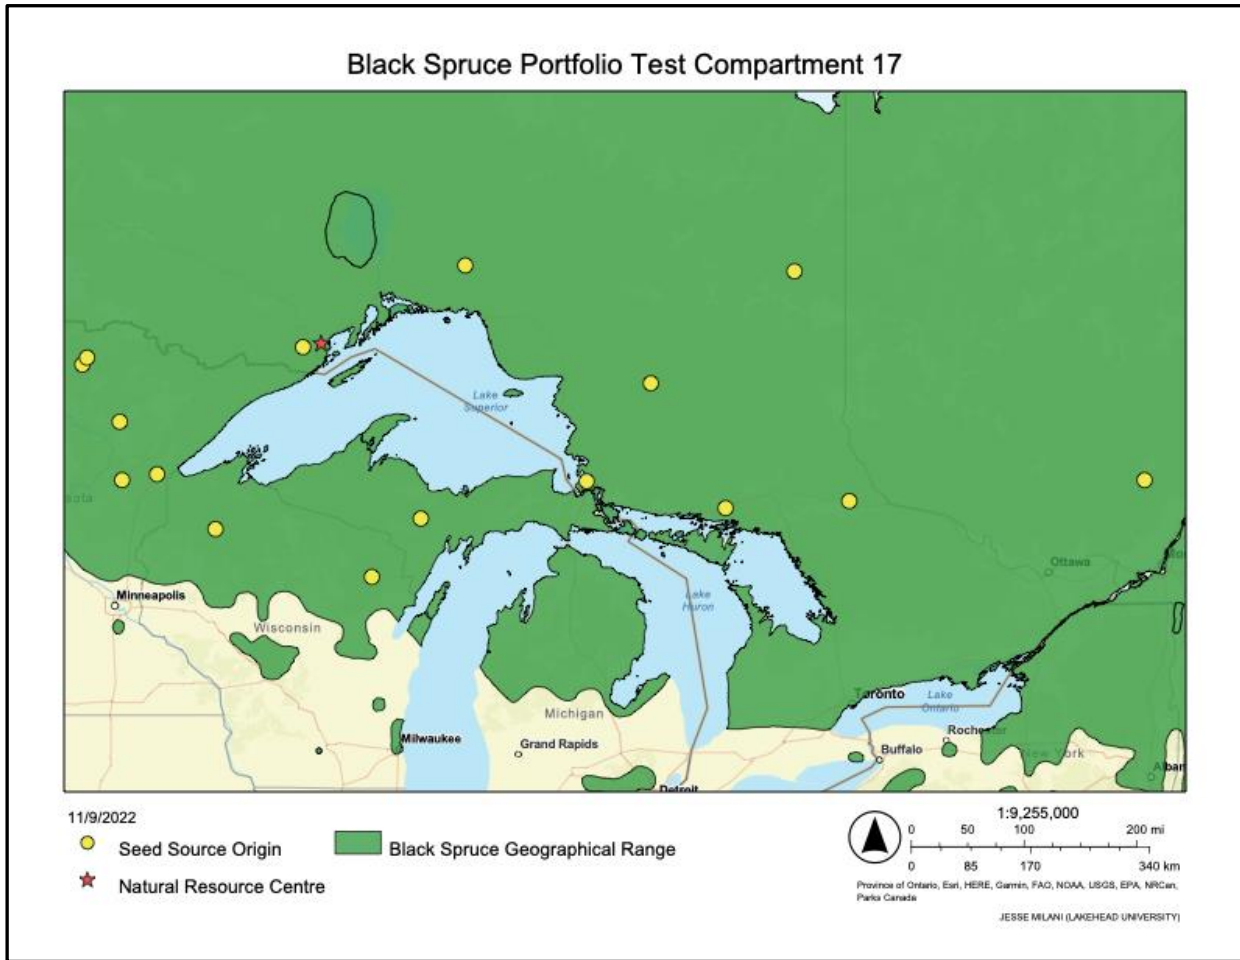 Black Spruce Portfolio Test Compartment 17
Lake
Superior
sota
Ottawa
Minneapolis
Wisconsin
Lake
Huron
Toronto
Lake
Ontario
Michigan
Rochester
Milwaukee
Grand Rapids
Buffalo
New York
Detroit
11/9/2022
Seed Source Origin
Black Spruce Geographical Range
Natural Resource Centre
1:9,255,000
0 50 100 200 mi
0 85 170 340 km
Province of Ontario, Esri, HERE, Garmin, FAO, NOAA, USGS, EPA, NRCan,
Parks Canada
JESSE MILANI (LAKEHEAD UNIVERSITY)